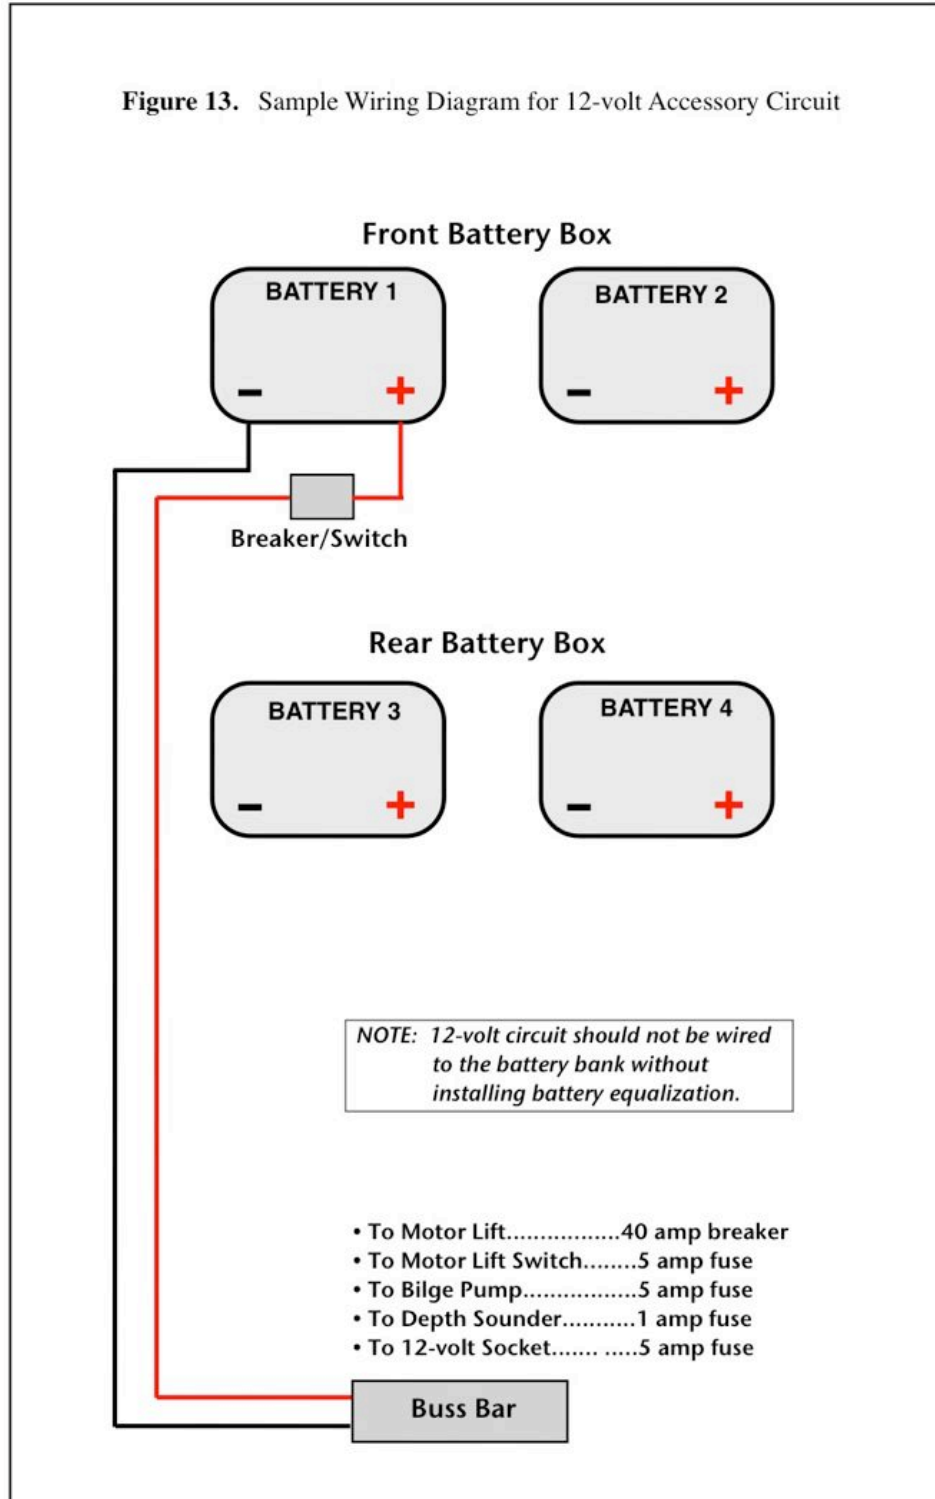 Figure 13. Sample Wiring Diagram for 12-volt Accessory Circuit
Front Battery Box
BATTERY 1
BATTERY 2
− +
− +
Breaker/Switch
Rear Battery Box
BATTERY 3
BATTERY 4
− +
− +
NOTE: 12-volt circuit should not be wired
to the battery bank without
installing battery equalization.
• To Motor Lift.................40 amp breaker
• To Motor Lift Switch........5 amp fuse
• To Bilge Pump.................5 amp fuse
• To Depth Sounder...........1 amp fuse
• To 12-volt Socket....... .....5 amp fuse
Buss Bar